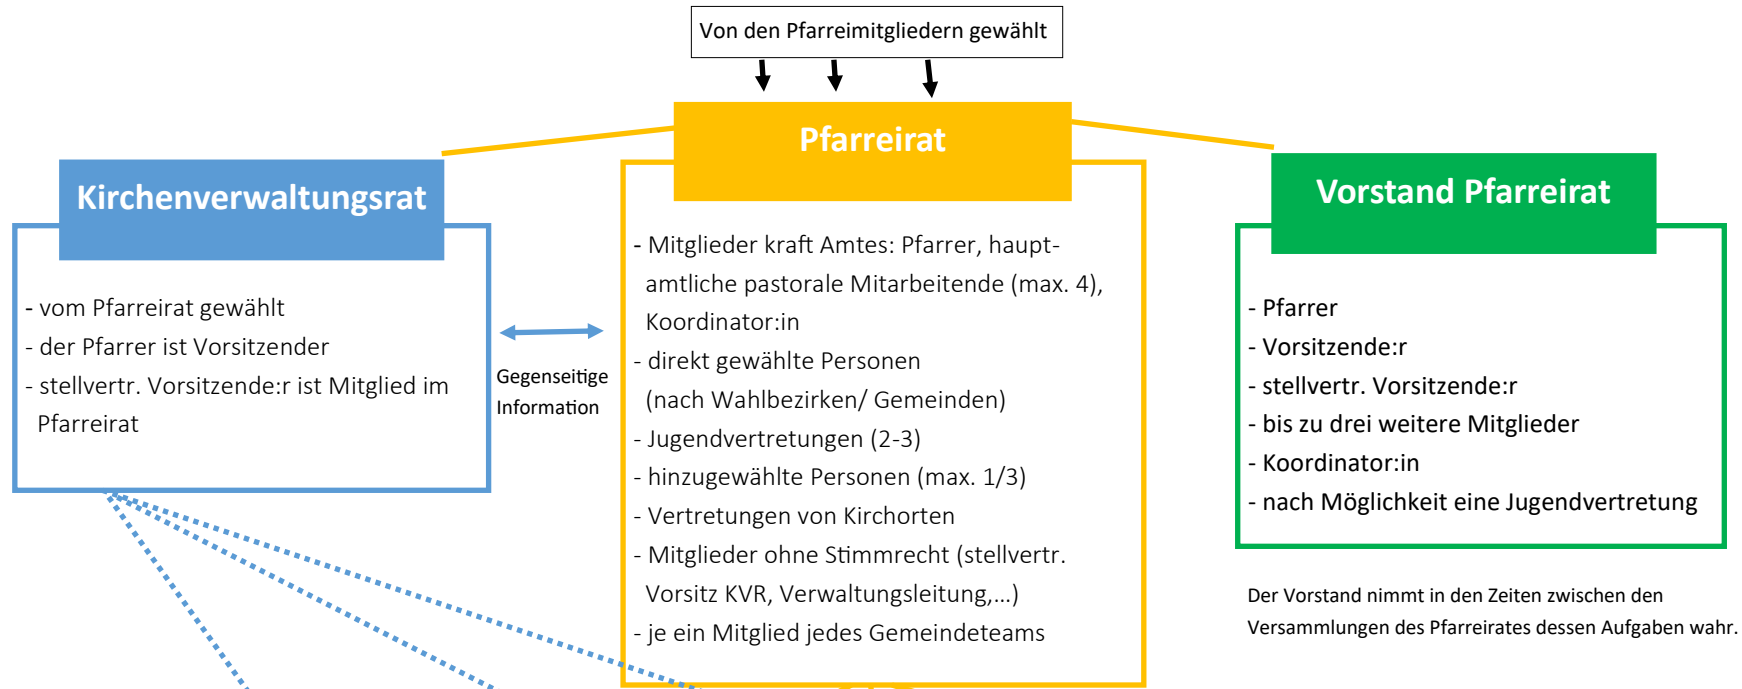 Von den Pfarreimitgliedern gewählt
Kirchenverwaltungsrat
- vom Pfarreirat gewählt
- der Pfarrer ist Vorsitzender
- stellvertr. Vorsitzende:r ist Mitglied im
Pfarreirat
Gegenseitige
Information
Pfarreirat
- Mitglieder kraft Amtes: Pfarrer, haupt-
amtliche pastorale Mitarbeitende (max. 4),
Koordinator:in
- direkt gewählte Personen
(nach Wahlbezirken/ Gemeinden)
- Jugendvertretungen (2-3)
- hinzugewählte Personen (max. 1/3)
- Vertretungen von Kirchorten
- Mitglieder ohne Stimmrecht (stellvertr.
Vorsitz KVR, Verwaltungsleitung,...)
- je ein Mitglied jedes Gemeindeteams
Vorstand Pfarreirat
- Pfarrer
- Vorsitzende:r
- stellvertr. Vorsitzende:r
- bis zu drei weitere Mitglieder
- Koordinator:in
- nach Möglichkeit eine Jugendvertretung
Der Vorstand nimmt in den Zeiten zwischen den
Versammlungen des Pfarreirates dessen Aufgaben wahr.